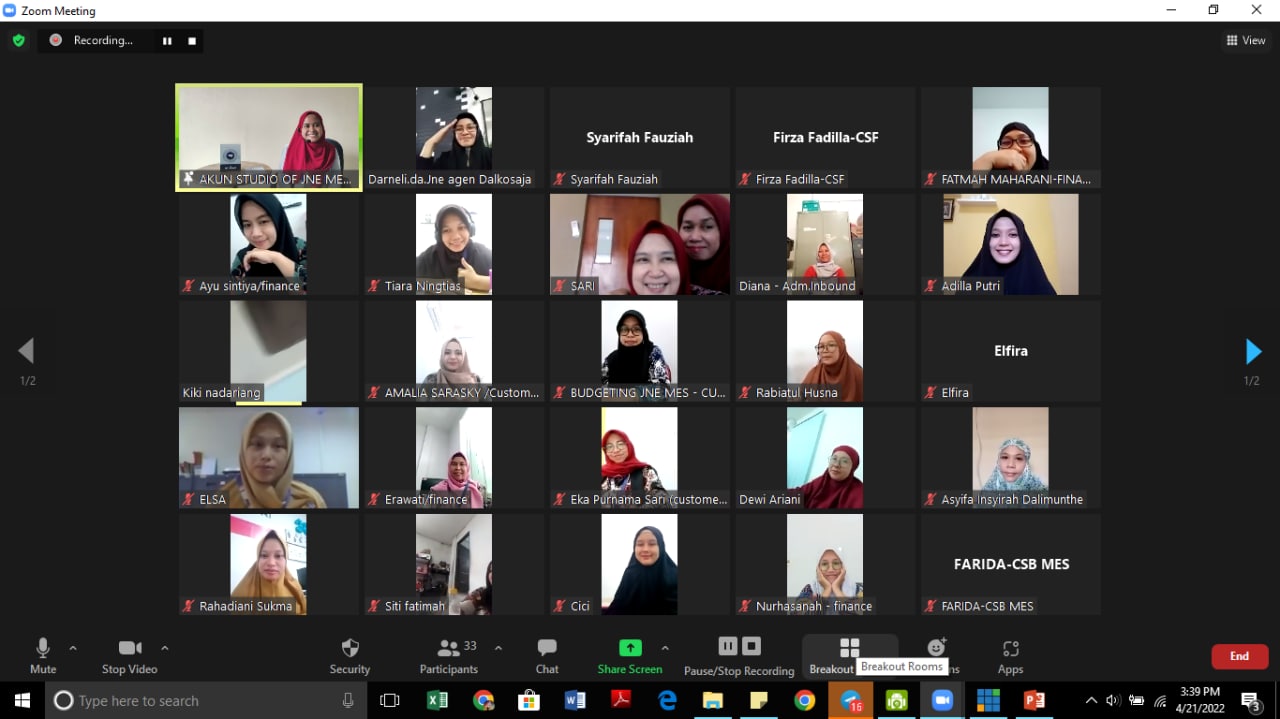 Zoom Meeting
Recording...
View
AKUN STUDIO OF JNE ME...
Darneli.da.Jne agen Dalkosaja
Syarifah Fauziah
Syarifah Fauziah
Firza Fadilla-CSF
Firza Fadilla-CSF
FATMAH MAHARANI-FINA...
Ayu sintiya/finance
Tiara Ningtias
SARI
Diana - Adm.Inbound
Adilla Putri
1/2
Kiki nadariang
AMALIA SARASKY /Custom...
BUDGETING JNE MES - CU...
Rabiatul Husna
Elfira
Elfira
1/2
ELSA
Erawati/finance
Eka Purnama Sari (custome...
Dewi Ariani
Asyifa Insyirah Dalimunthe
Rahadiani Sukma
Siti fatimah
Cici
Nurhasanah - finance
FARIDA-CSB MES
FARIDA-CSB MES
Mute
Stop Video
Security
33
Participants
Chat
Share Screen
Pause/Stop Recording
Breakout
Breakout Rooms
Apps
End
Type here to search
16
3:39 PM
4/21/2022
3